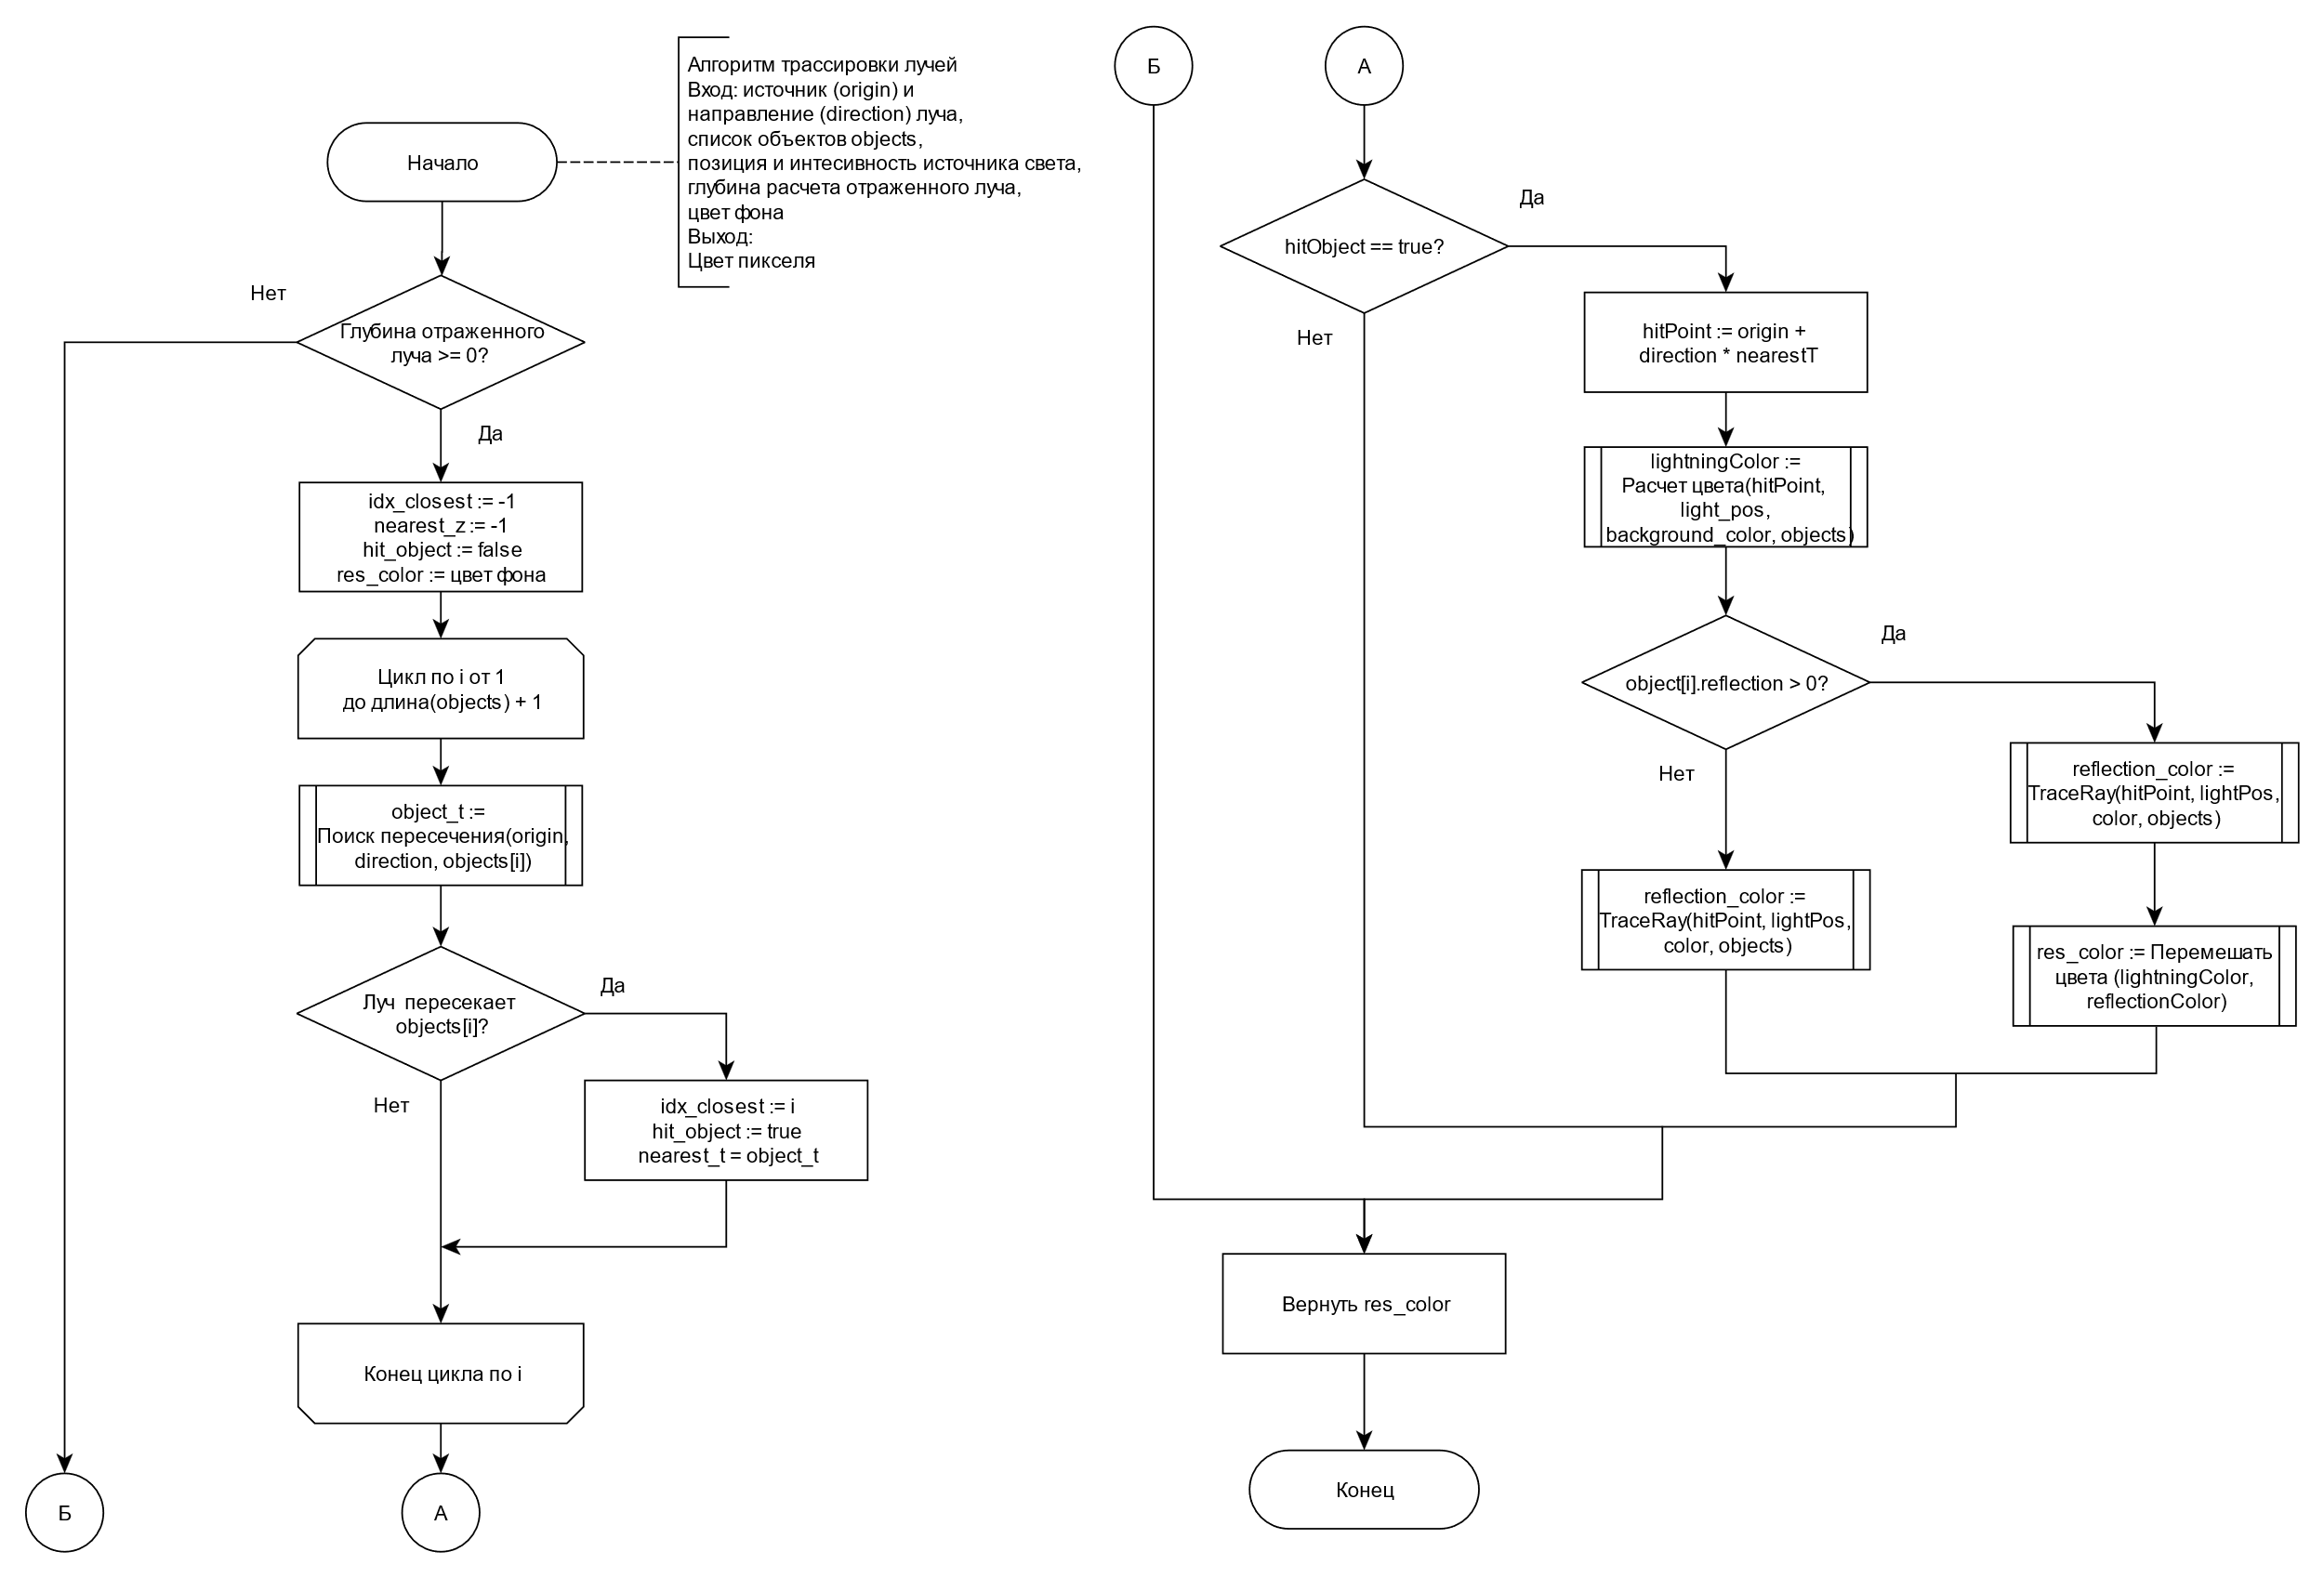 Начало
Алгоритм трассировки лучей
Вход: источник (origin) и
направление (direction) луча,
список объектов objects,
позиция и интесивность источника света,
глубина расчета отраженного луча,
цвет фона
Выход:
Цвет пикселя
Нет
Глубина отраженного
луча >= 0?
Да
idx_closest := -1
nearest_z := -1
hit_object := false
res_color := цвет фона
Цикл по i от 1
до длина(objects) + 1
object_t :=
Поиск пересечения(origin,
direction, objects[i])
Луч  пересекает
objects[i]?
Да
Нет
idx_closest := i
hit_object := true
nearest_t = object_t
Конец цикла по i
Б
А
Б
А
hitObject == true?
Да
Нет
hitPoint := origin +
direction * nearestT
lightningColor :=
Расчет цвета(hitPoint,
light_pos,
background_color, objects)
object[i].reflection > 0?
Да
Нет
reflection_color :=
TraceRay(hitPoint, lightPos,
color, objects)
reflection_color :=
TraceRay(hitPoint, lightPos,
color, objects)
res_color := Перемешать
цвета (lightningColor,
reflectionColor)
Вернуть res_color
Конец